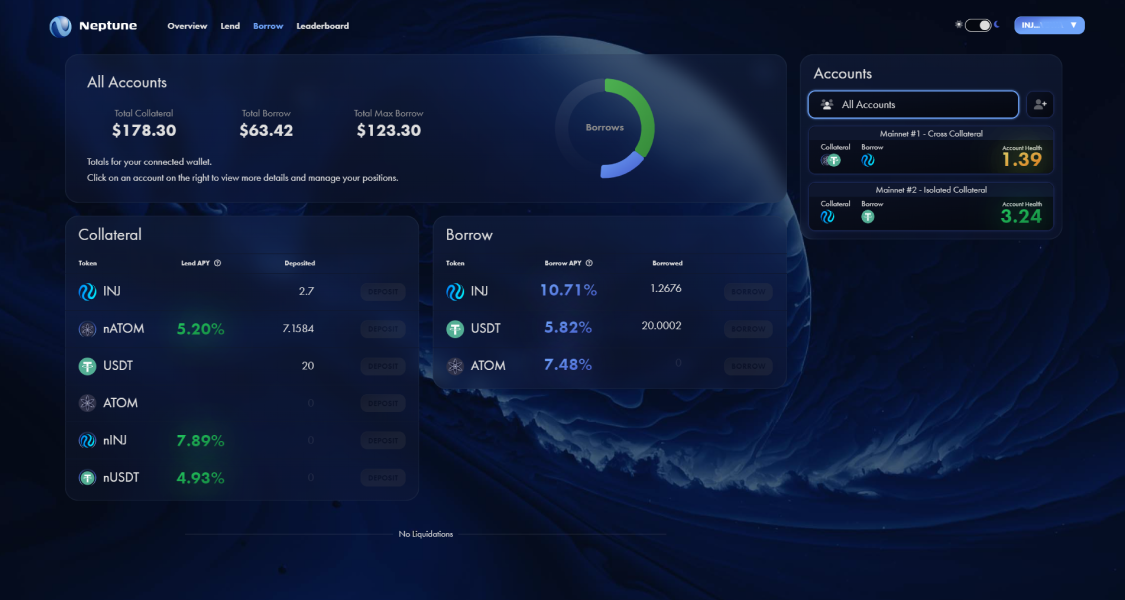 Neptune Overview Lend Borrow Leaderboard INJ...
All Accounts
Total Collateral Total Borrow Total Max Borrow
$178.30 $63.42 $123.30
Totals for your connected wallet.
Click on an account on the right to view more details and manage your positions.
Borrows
Accounts
All Accounts
Mainnet #1 - Cross Collateral
Collateral Borrow Account Health
1.39
Mainnet #2 - Isolated Collateral
Collateral Borrow Account Health
3.24
Collateral
Token Lend APY Deposited
INJ 2.7 DEPOSIT
nATOM 5.20% 7.1584 DEPOSIT
USDT 20 DEPOSIT
ATOM 0 DEPOSIT
nINJ 7.89% 0 DEPOSIT
nUSDT 4.93% 0 DEPOSIT
Borrow
Token Borrow APY Borrowed
INJ 10.71% 1.2676 BORROW
USDT 5.82% 20.0002 BORROW
ATOM 7.48% 0 BORROW
No Liquidations